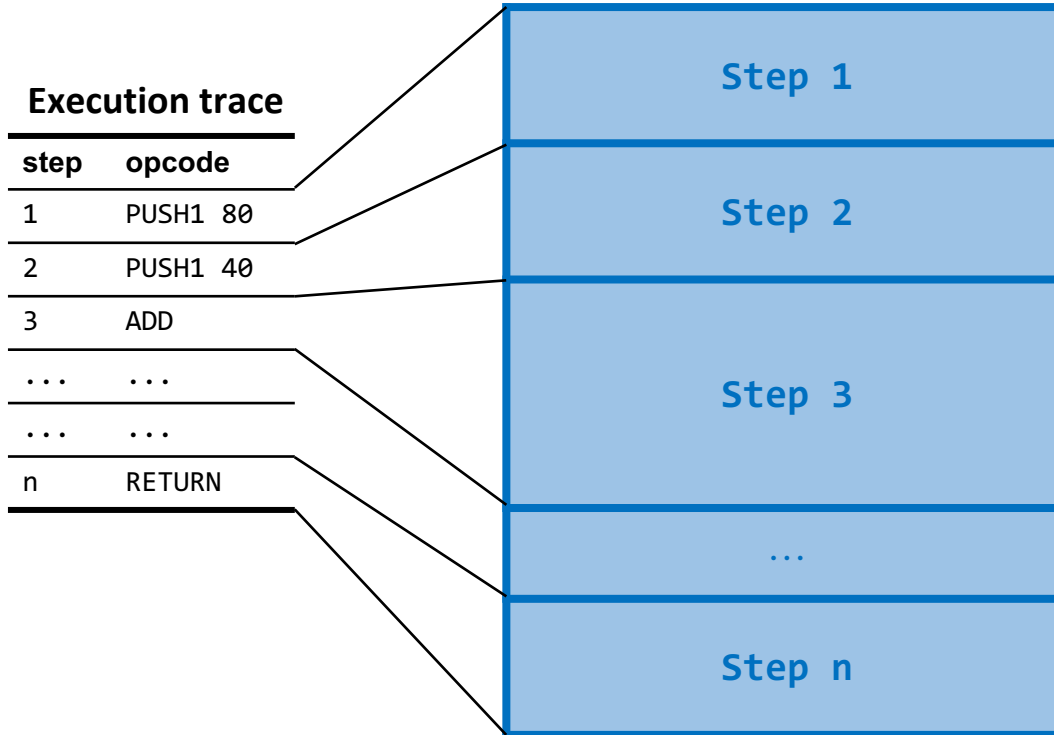 Execution trace
step opcode
1 PUSH1 80
2 PUSH1 40
3 ADD
... ...
... ...
n RETURN
Step 1
Step 2
Step 3
...
Step n